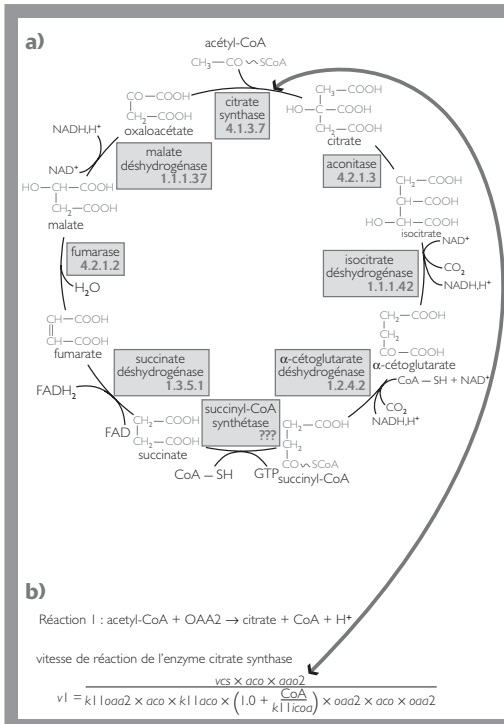 a)
acétyl-CoA
CH₃—CO∼SCoA
CO—COOH
CH₂—COOH
oxaloacétate
citrate
synthase
4.1.3.7
CH₃—COOH
HO—C—COOH
CH₂—COOH
citrate
NADH,H⁺
NAD⁺
malate
déshydrogénase
1.1.1.37
aconitase
4.2.1.3
HO—CH—COOH
CH₂—COOH
malate
CH₂—COOH
CH—COOH
HO—CH—COOH
isocitrate
fumarase
4.2.1.2
H₂O
isocitrate
déshydrogénase
1.1.1.42
NAD⁺
CO₂
NADH,H⁺
CH—COOH
CH—COOH
fumarate
CH₂—COOH
CH₂
CO—COOH
α-cétoglutarate
succinate
déshydrogénase
1.3.5.1
α-cétoglutarate
déshydrogénase
1.2.4.2
CoA—SH + NAD⁺
CO₂
NADH,H⁺
FADH₂
FAD
CH₂—COOH
CH₂—COOH
succinate
succinyl-CoA
synthétase
???
CoA—SH
GTP
CH₂—COOH
CH₂
CO∼SCoA
succinyl-CoA
b)
Réaction 1 : acetyl-CoA + OAA2 → citrate + CoA + H⁺
vitesse de réaction de l'enzyme citrate synthase
vcs × aco × aao2
v1 = k11oaa2 × aco × k11aco × (1.0 + CoA / k11icoa) × oaa2 × aco × oaa2